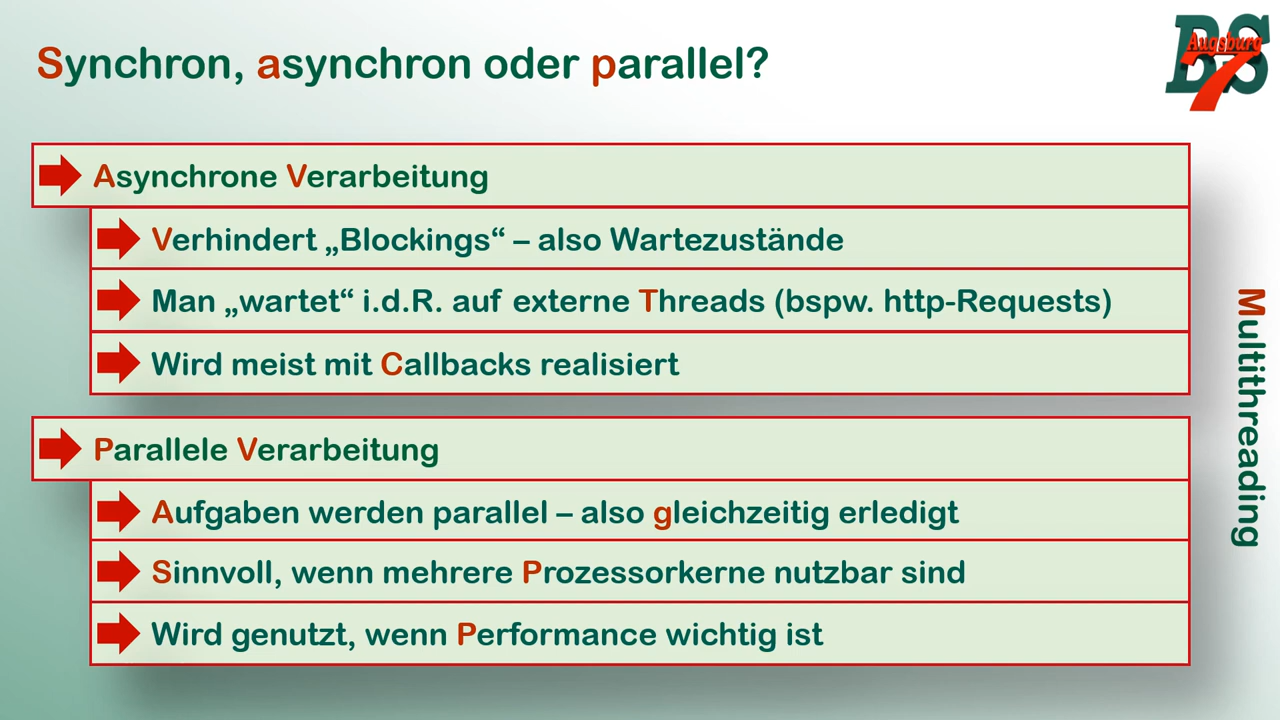 Synchron, asynchron oder parallel?
BS
Augsburg
7
Asynchrone Verarbeitung
Verhindert „Blockings“ – also Wartezustände
Man „wartet“ i.d.R. auf externe Threads (bspw. http-Requests)
Wird meist mit Callbacks realisiert
Parallele Verarbeitung
Aufgaben werden parallel – also gleichzeitig erledigt
Sinnvoll, wenn mehrere Prozessorkerne nutzbar sind
Wird genutzt, wenn Performance wichtig ist
Multithreading